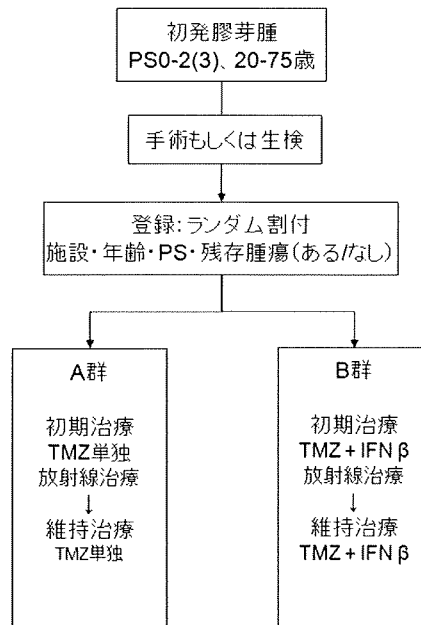 初発膠芽腫
PS0-2(3)、20-75歳
手術もしくは生検
登録：ランダム割付
施設・年齢・PS・残存腫瘍（ある/なし）
A群
初期治療
TMZ単独
放射線治療
↓
維持治療
TMZ単独
B群
初期治療
TMZ + IFN β
放射線治療
↓
維持治療
TMZ + IFN β